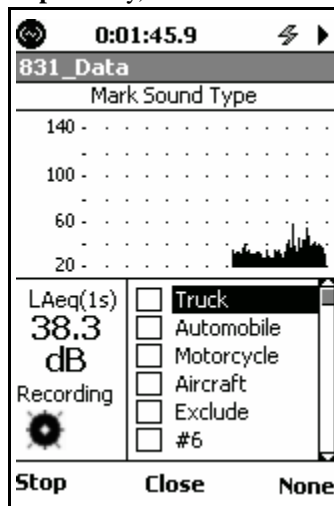 0:01:45.9
831_Data
Mark Sound Type
140
100
60
20
LAeq(1s)
38.3
dB
Recording
Truck
Automobile
Motorcycle
Aircraft
Exclude
#6
Stop Close None